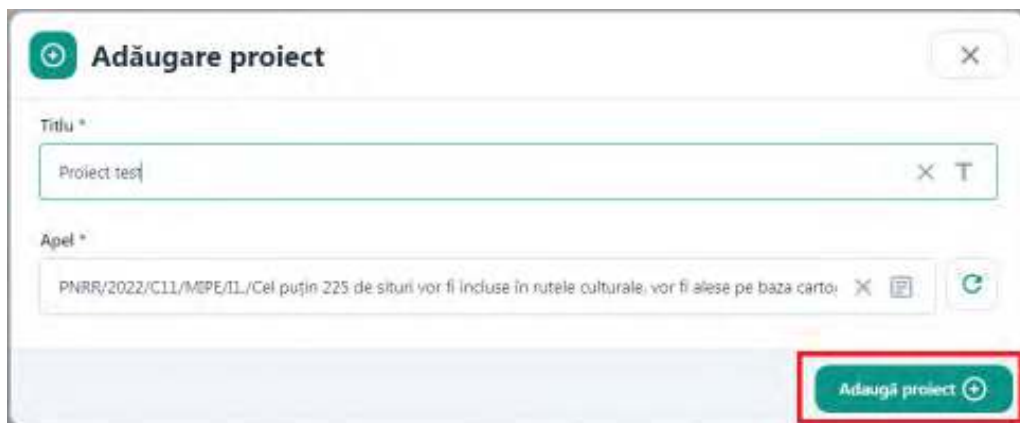 Adăugare proiect
Titlu *
Proiect test
Apel *
PNRR/2022/C11/MIPE/I1./Cel puțin 225 de situri vor fi incluse în rutele culturale, vor fi alese pe baza cartog
Adaugă proiect